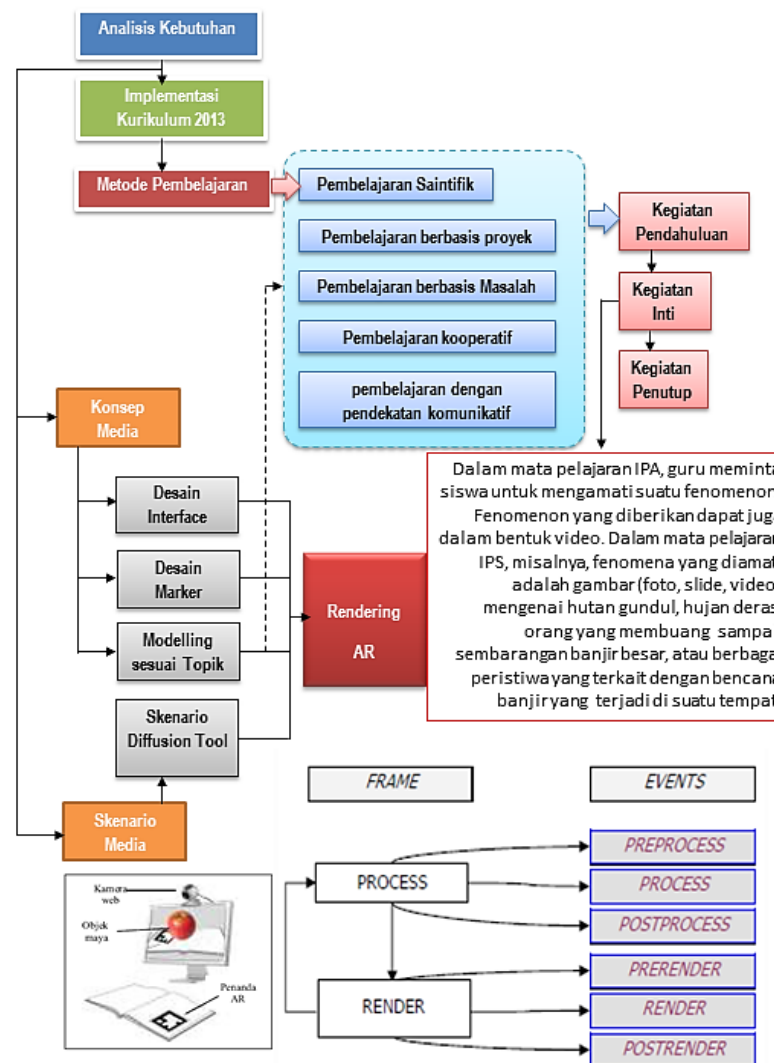 Analisis Kebutuhan
Implementasi
Kurikulum 2013
Metode Pembelajaran
Pembelajaran Saintifik
Pembelajaran berbasis proyek
Pembelajaran berbasis Masalah
Pembelajaran kooperatif
pembelajaran dengan
pendekatan komunikatif
Kegiatan
Pendahuluan
Kegiatan
Inti
Kegiatan
Penutup
Konsep
Media
Desain
Interface
Desain
Marker
Modelling
sesuai Topik
Skenario
Diffusion Tool
Skenario
Media
Rendering
AR
Dalam mata pelajaran IPA, guru meminta
siswa untuk mengamati suatu fenomenon
Fenomenon yang diberikan dapat juga
dalam bentuk video. Dalam mata pelajaran
IPS, misalnya, fenomena yang diamat
adalah gambar (foto, slide, video
mengenai hutan gundul, hujan deras
orang yang membuang sampa
sembarangan banjir besar, atau berbaga
peristiwa yang terkait dengan bencana
banjir yang terjadi di suatu tempat
Kamera
web
Objek
maya
Penanda
AR
FRAME
EVENTS
PROCESS
RENDER
PREPROCESS
PROCESS
POSTPROCESS
PRERENDER
RENDER
POSTRENDER